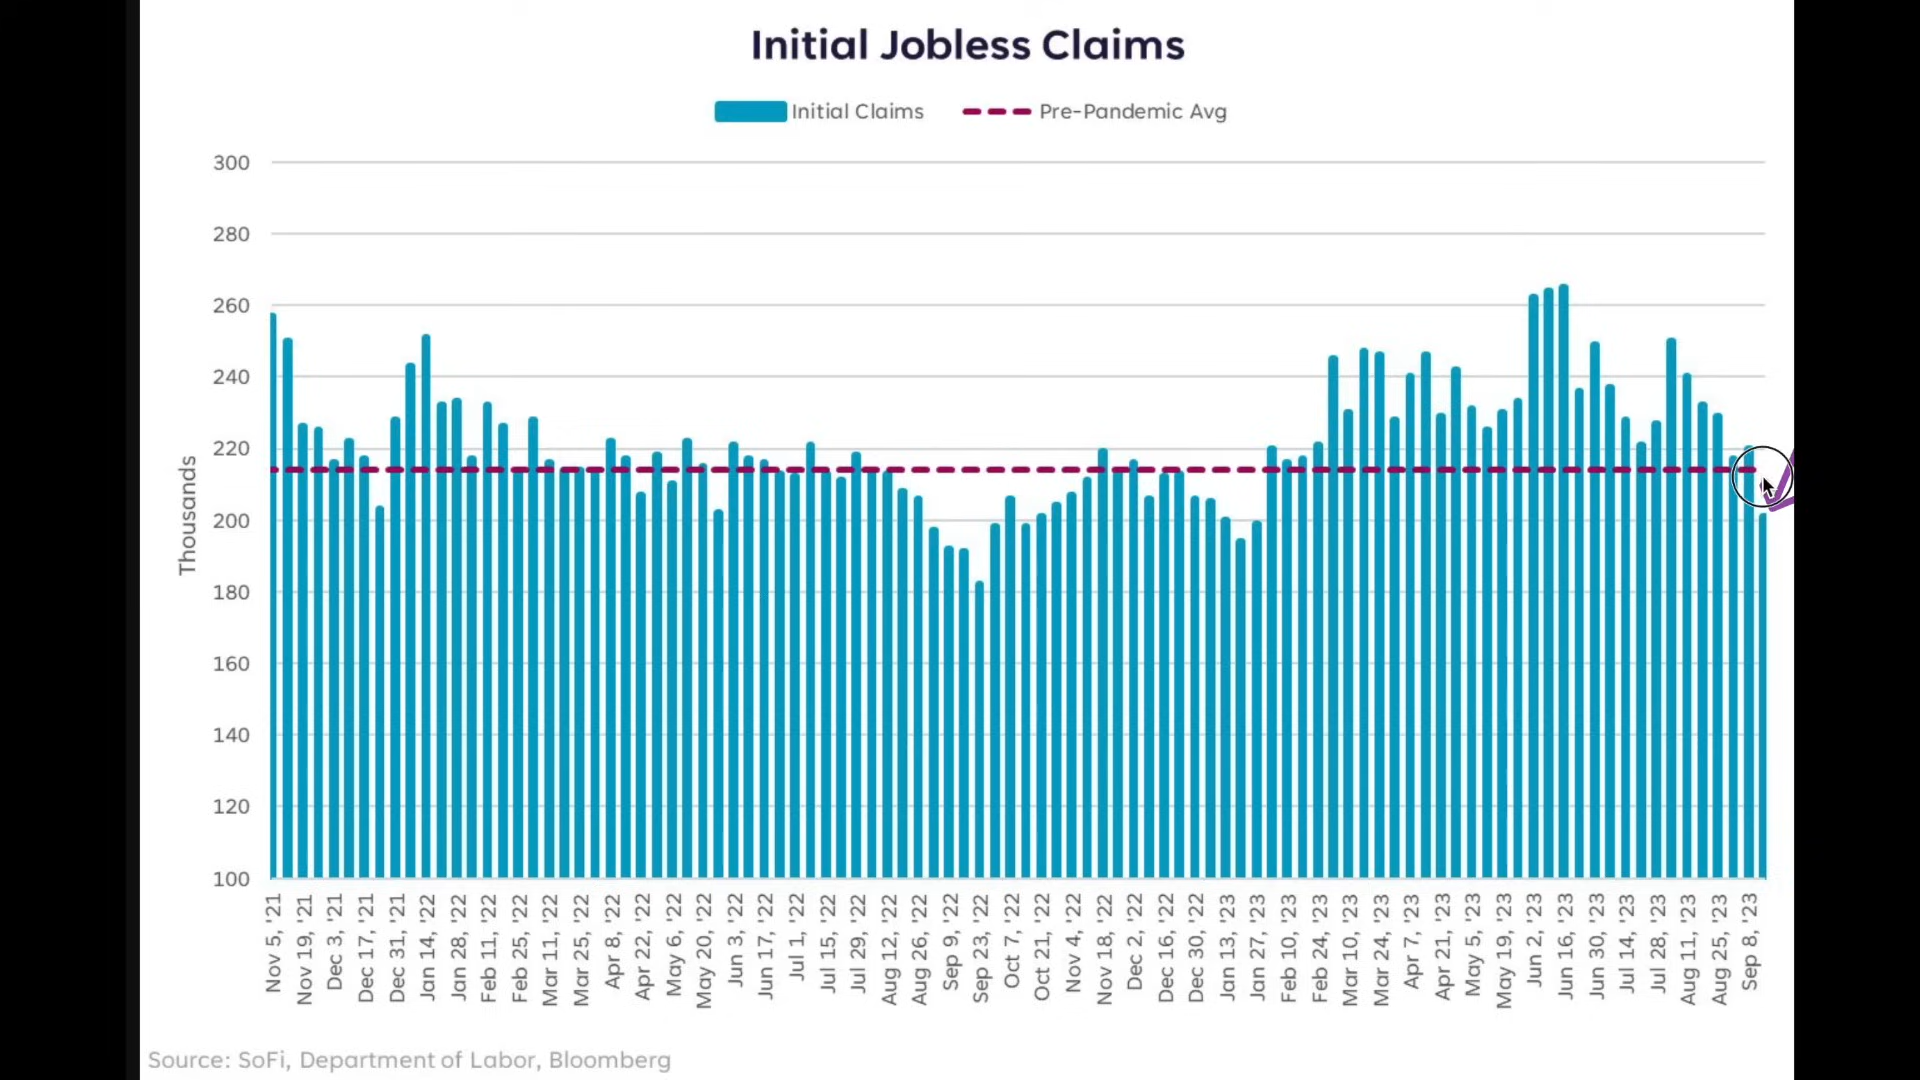 Initial Jobless Claims
Initial Claims
Pre-Pandemic Avg
300
280
260
240
220
200
180
160
140
120
100
Thousands
Nov 5, '21
Nov 19, '21
Dec 3, '21
Dec 17, '21
Dec 31, '21
Jan 14, '22
Jan 28, '22
Feb 11, '22
Feb 25, '22
Mar 11, '22
Mar 25, '22
Apr 8, '22
Apr 22, '22
May 6, '22
May 20, '22
Jun 3, '22
Jun 17, '22
Jul 1, '22
Jul 15, '22
Jul 29, '22
Aug 12, '22
Aug 26, '22
Sep 9, '22
Sep 23, '22
Oct 7, '22
Oct 21, '22
Nov 4, '22
Nov 18, '22
Dec 2, '22
Dec 16, '22
Dec 30, '22
Jan 13, '23
Jan 27, '23
Feb 10, '23
Feb 24, '23
Mar 10, '23
Mar 24, '23
Apr 7, '23
Apr 21, '23
May 5, '23
May 19, '23
Jun 2, '23
Jun 16, '23
Jun 30, '23
Jul 14, '23
Jul 28, '23
Aug 11, '23
Aug 25, '23
Sep 8, '23
Source: SoFi, Department of Labor, Bloomberg